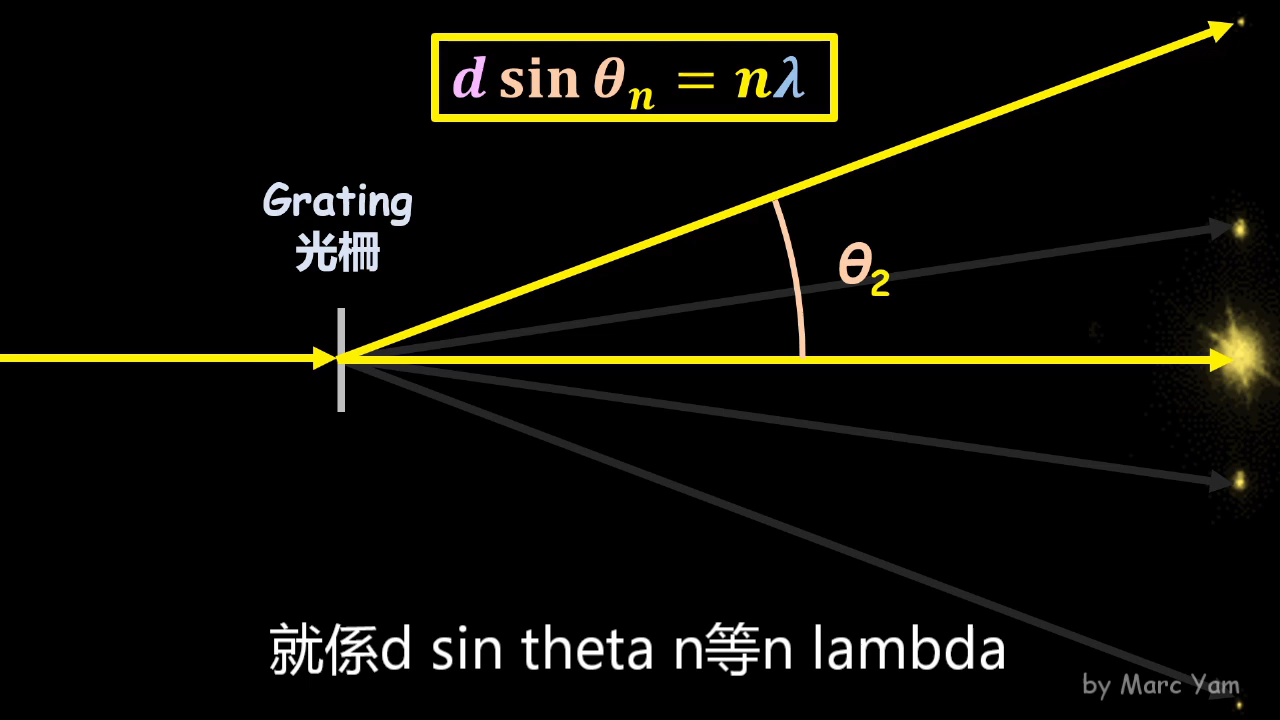 d sin θₙ = nλ
Grating
光柵
θ₂
就係d sin theta n等n lambda
by Marc Yam